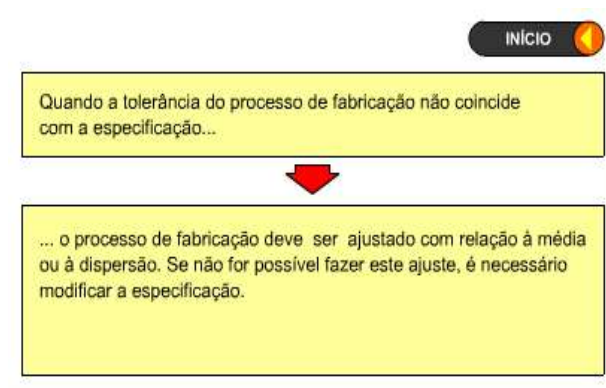 INÍCIO
Quando a tolerância do processo de fabricação não coincide
com a especificação...
... o processo de fabricação deve ser ajustado com relação à média
ou à dispersão. Se não for possível fazer este ajuste, é necessário
modificar a especificação.